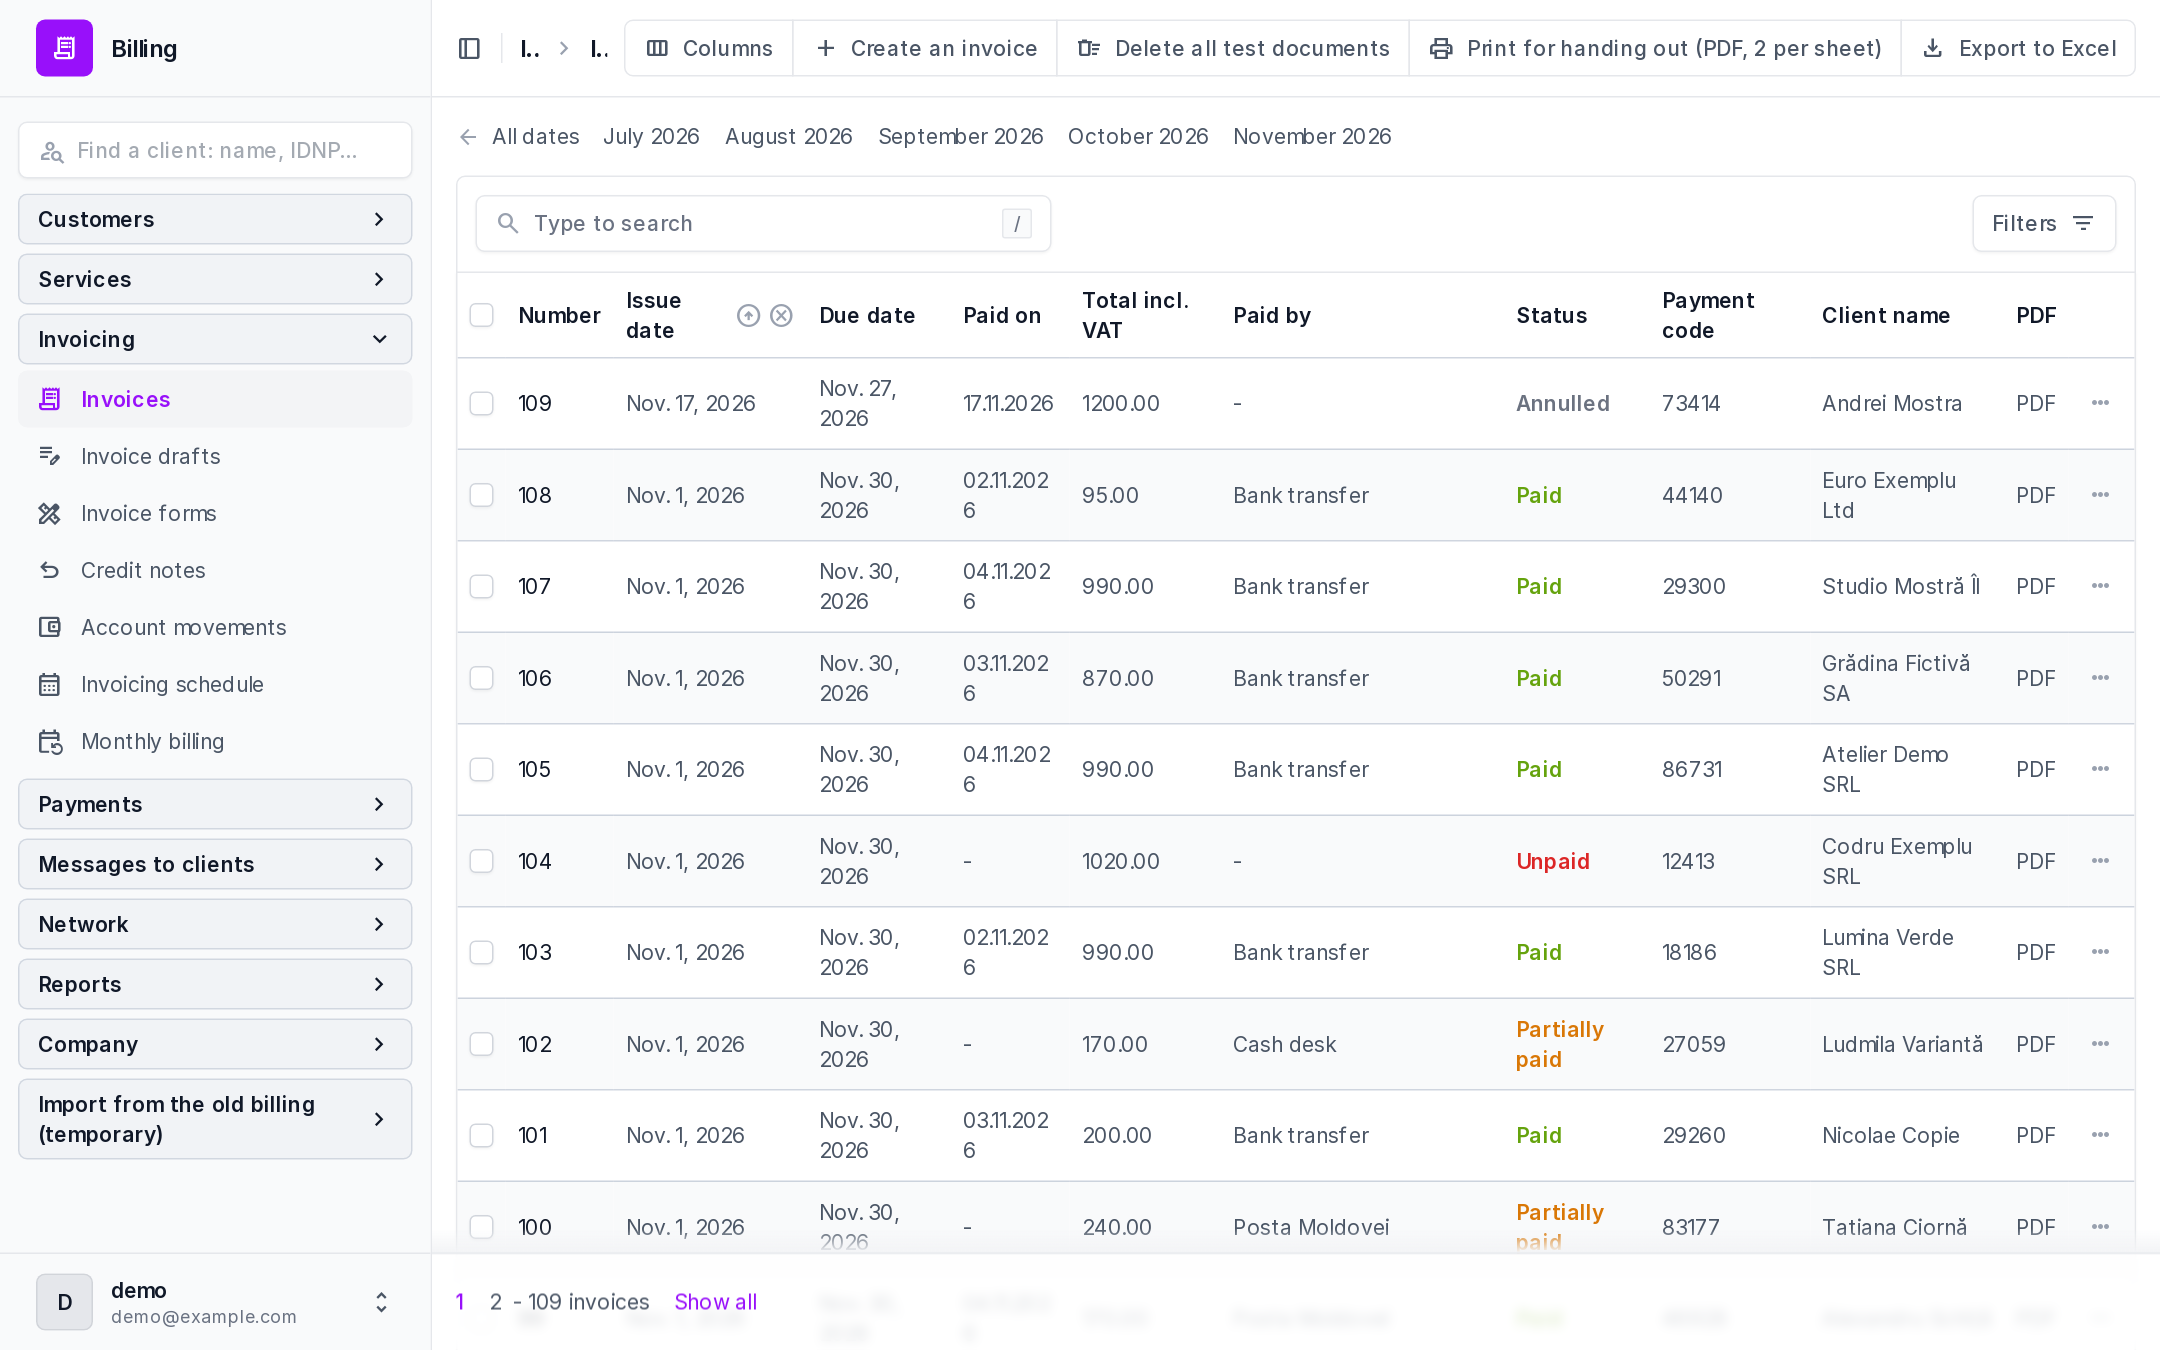 Billing
I..
I..
Columns
Create an invoice
Delete all test documents
Print for handing out (PDF, 2 per sheet)
Export to Excel
Find a client: name, IDNP...
Customers
Services
Invoicing
Invoices
Invoice drafts
Invoice forms
Credit notes
Account movements
Invoicing schedule
Monthly billing
Payments
Messages to clients
Network
Reports
Company
Import from the old billing
(temporary)
D
demo
demo@example.com
All dates July 2026 August 2026 September 2026 October 2026 November 2026
Type to search /
Filters
Number Issue date Due date Paid on Total incl. VAT Paid by Status Payment code Client name PDF
109 Nov. 17, 2026 Nov. 27, 2026 17.11.2026 1200.00 - Annulled 73414 Andrei Mostra PDF
108 Nov. 1, 2026 Nov. 30, 2026 02.11.2026 95.00 Bank transfer Paid 44140 Euro Exemplu Ltd PDF
107 Nov. 1, 2026 Nov. 30, 2026 04.11.2026 990.00 Bank transfer Paid 29300 Studio Mostră ÎI PDF
106 Nov. 1, 2026 Nov. 30, 2026 03.11.2026 870.00 Bank transfer Paid 50291 Grădina Fictivă SA PDF
105 Nov. 1, 2026 Nov. 30, 2026 04.11.2026 990.00 Bank transfer Paid 86731 Atelier Demo SRL PDF
104 Nov. 1, 2026 Nov. 30, 2026 - 1020.00 - Unpaid 12413 Codru Exemplu SRL PDF
103 Nov. 1, 2026 Nov. 30, 2026 02.11.2026 990.00 Bank transfer Paid 18186 Lumina Verde SRL PDF
102 Nov. 1, 2026 Nov. 30, 2026 - 170.00 Cash desk Partially paid 27059 Ludmila Variantă PDF
101 Nov. 1, 2026 Nov. 30, 2026 03.11.2026 200.00 Bank transfer Paid 29260 Nicolae Copie PDF
100 Nov. 1, 2026 Nov. 30, 2026 - 240.00 Posta Moldovei Partially paid 83177 Tatiana Ciornă PDF
1 2 - 109 invoices Show all